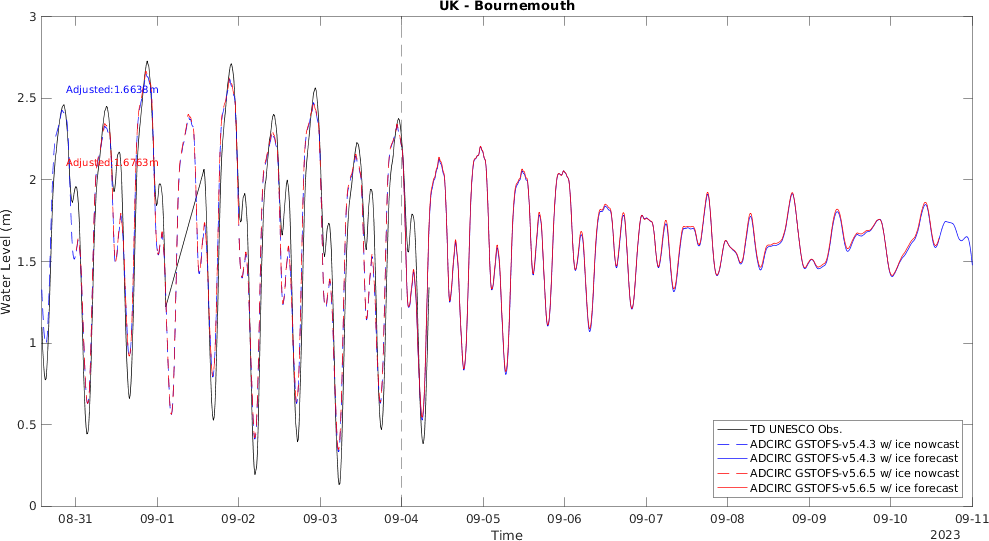 UK - Bournemouth
3
2.5
2
1.5
1
0.5
0
Water Level (m)
Adjusted:1.6638m
Adjusted:1.6763m
TD UNESCO Obs.
ADCIRC GSTOFS-v5.4.3 w/ ice nowcast
ADCIRC GSTOFS-v5.4.3 w/ ice forecast
ADCIRC GSTOFS-v5.6.5 w/ ice nowcast
ADCIRC GSTOFS-v5.6.5 w/ ice forecast
08-31 09-01 09-02 09-03 09-04 09-05 09-06 09-07 09-08 09-09 09-10 09-11
Time
2023